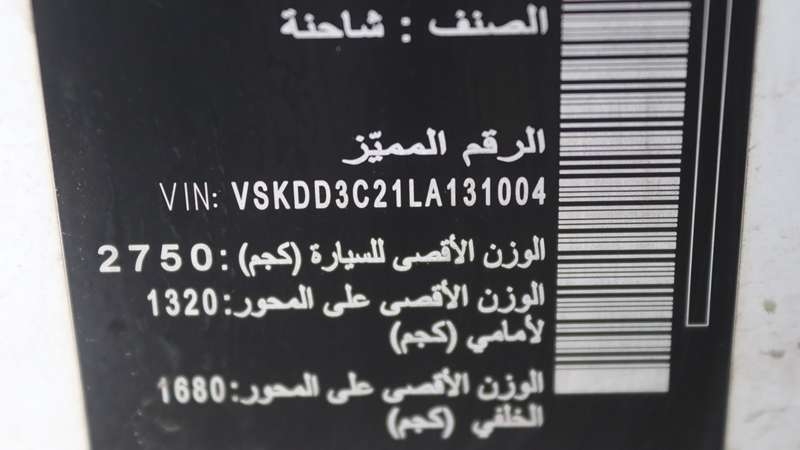 الصنف : شاحنة
الرقم المميّز
VIN: VSKDD3C21LA131004
الوزن الأقصى للسيارة (كجم): 2750
الوزن الأقصى على المحور: 1320
لأمامي (كجم)
الوزن الأقصى على المحور: 1680
الخلفي (كجم)